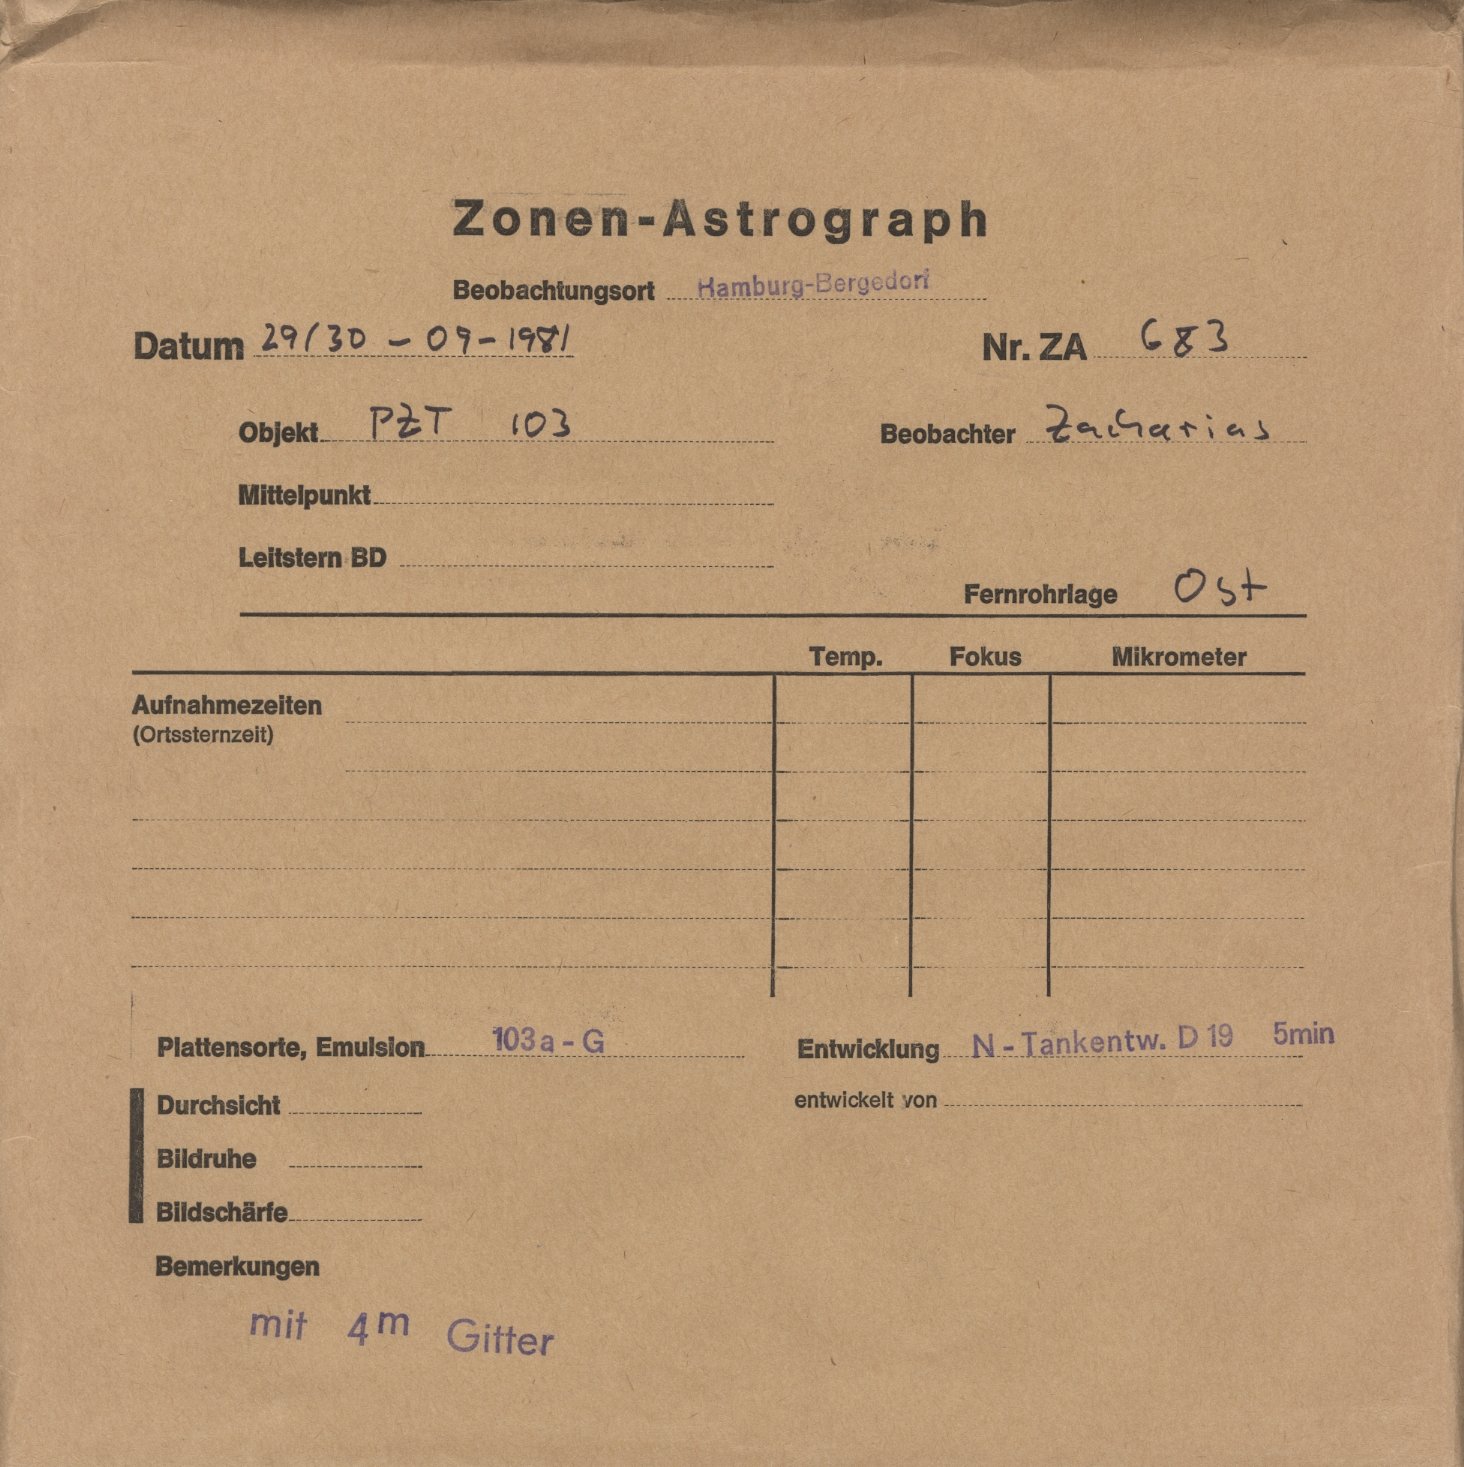 Zonen-Astrograph
Beobachtungsort Hamburg-Bergedorf
Datum 29/30 - 09-1981 Nr. ZA 683
Objekt PZT 103 Beobachter Zacharias
Mittelpunkt
Leitstern BD
Fernrohrlage Ost
Temp. Fokus Mikrometer
Aufnahmezeiten
(Ortssternzeit)
Plattensorte, Emulsion 103a-G Entwicklung N-Tankentw. D 19 5min
Durchsicht entwickelt von
Bildruhe
Bildschärfe
Bemerkungen
mit 4m Gitter